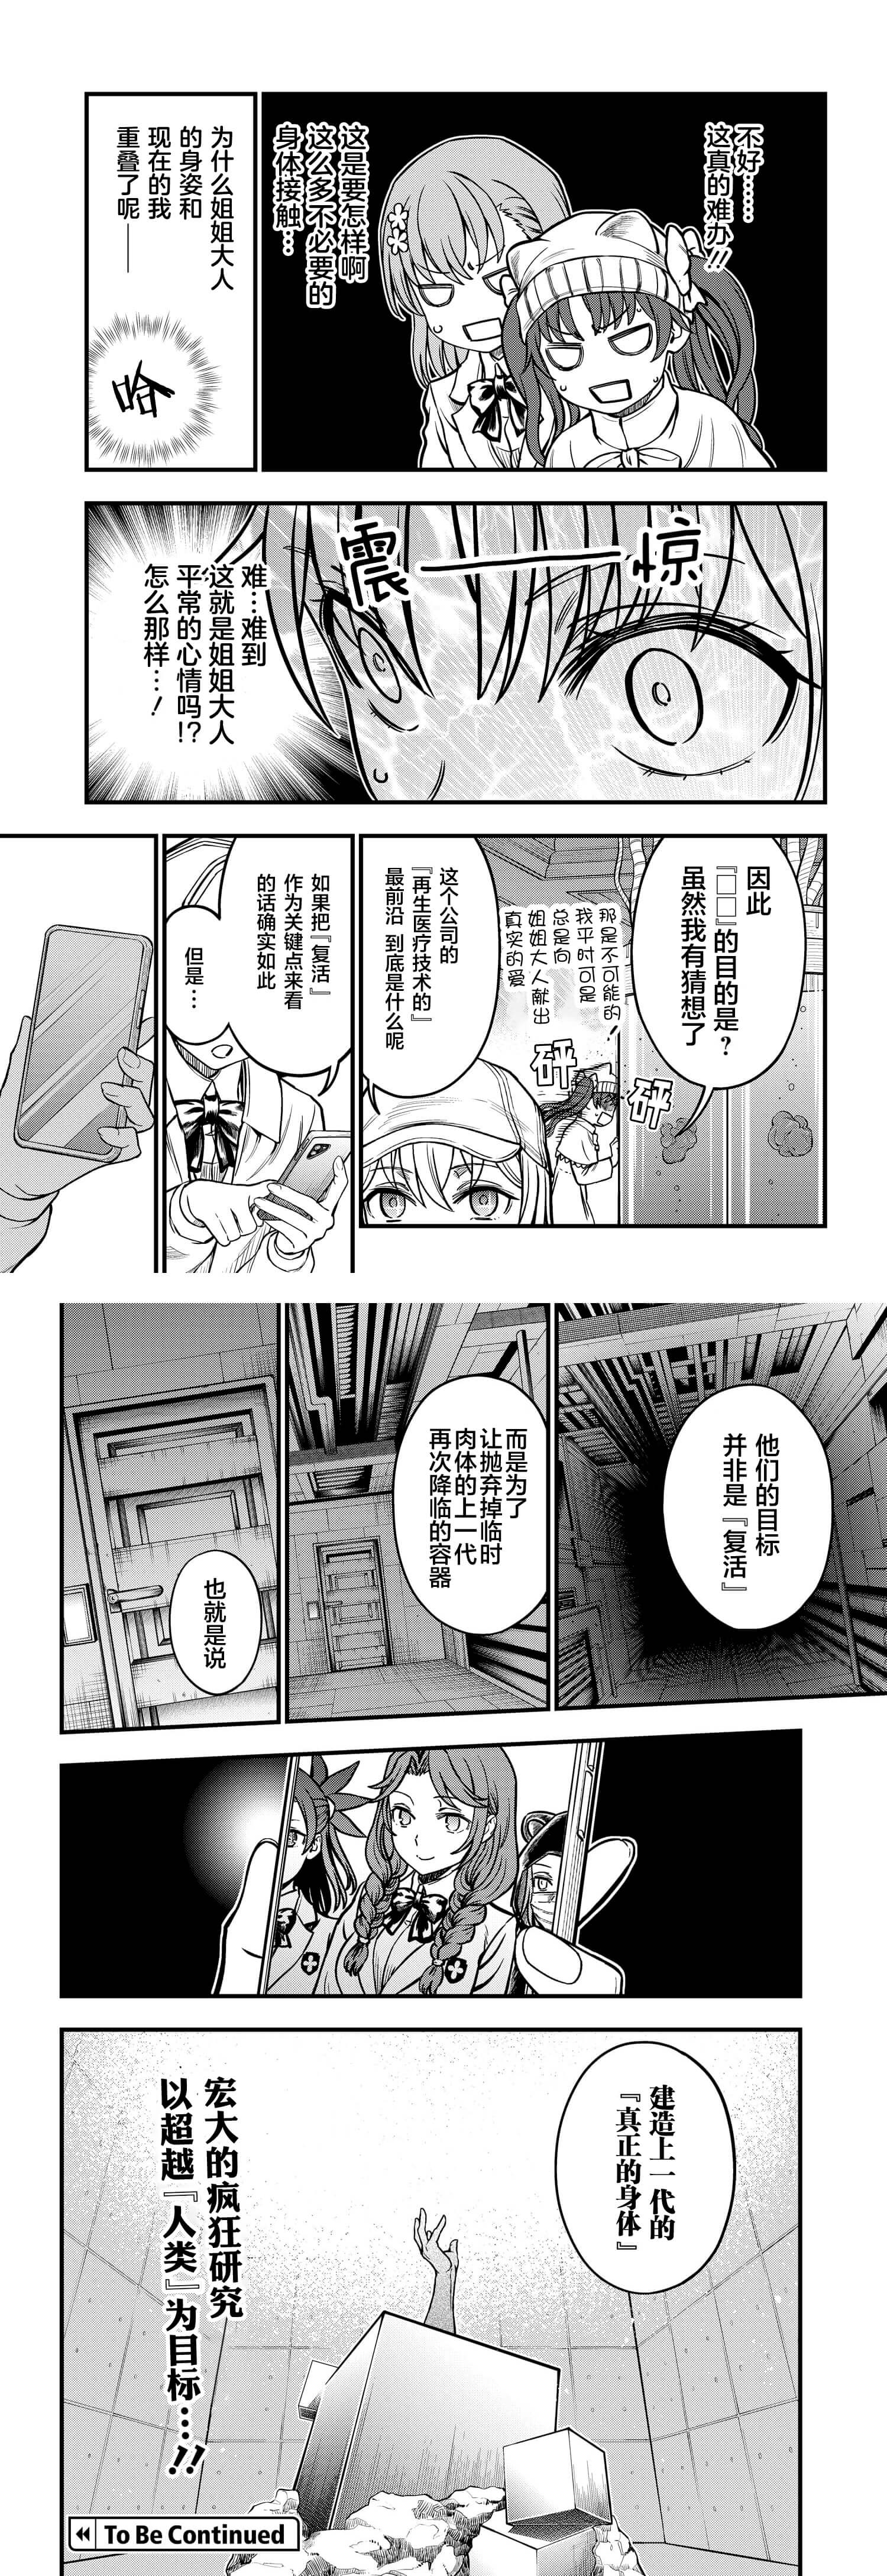 不好……
这真的难办!!
这是要怎样啊
这么多不必要的
身体接触…
为什么姐姐大人
的身姿和
现在的我
重叠了呢——
哈
震——惊
难…难到
这就是姐姐大人
平常的心情吗!?
怎么那样…!
因此
『□□』的目的是?
虽然我有猜想了
那是不可能的!
我平时可是
总是向
姐姐大人献出
真实的爱
砰
砰
这个公司的
『再生医疗技术的』
最前沿 到底是什么呢
如果把『复活』
作为关键点来看
的话确实如此
但是…
他们的目标
并非是『复活』
而是为了
让抛弃掉临时
肉体的上一代
再次降临的容器
也就是说
建造上一代的
『真正的身体』
宏大的疯狂研究
以超越『人类』为目标…!!
To Be Continued